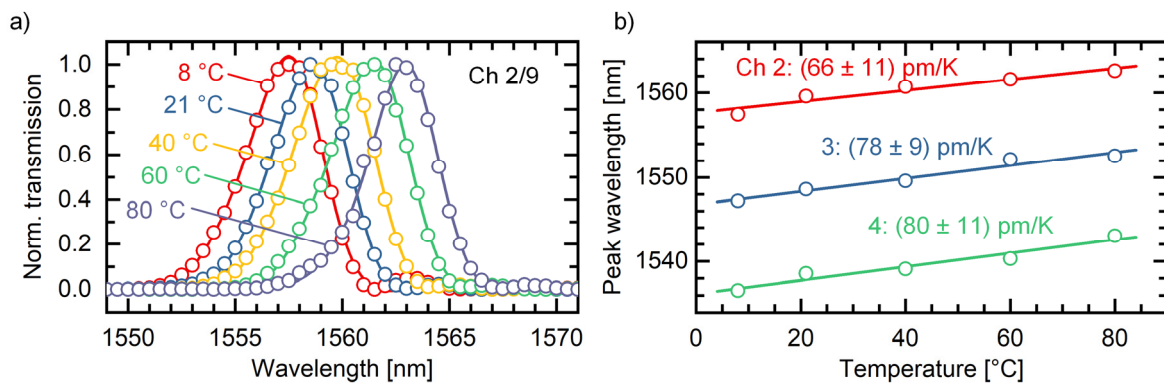 a)
Norm. transmission
1.0
0.8
0.6
0.4
0.2
0.0
8 °C
21 °C
40 °C
60 °C
80 °C
Ch 2/9
1550 1555 1560 1565 1570
Wavelength [nm]
b)
Peak wavelength [nm]
1560
1550
1540
Ch 2: (66 ± 11) pm/K
3: (78 ± 9) pm/K
4: (80 ± 11) pm/K
0 20 40 60 80
Temperature [°C]